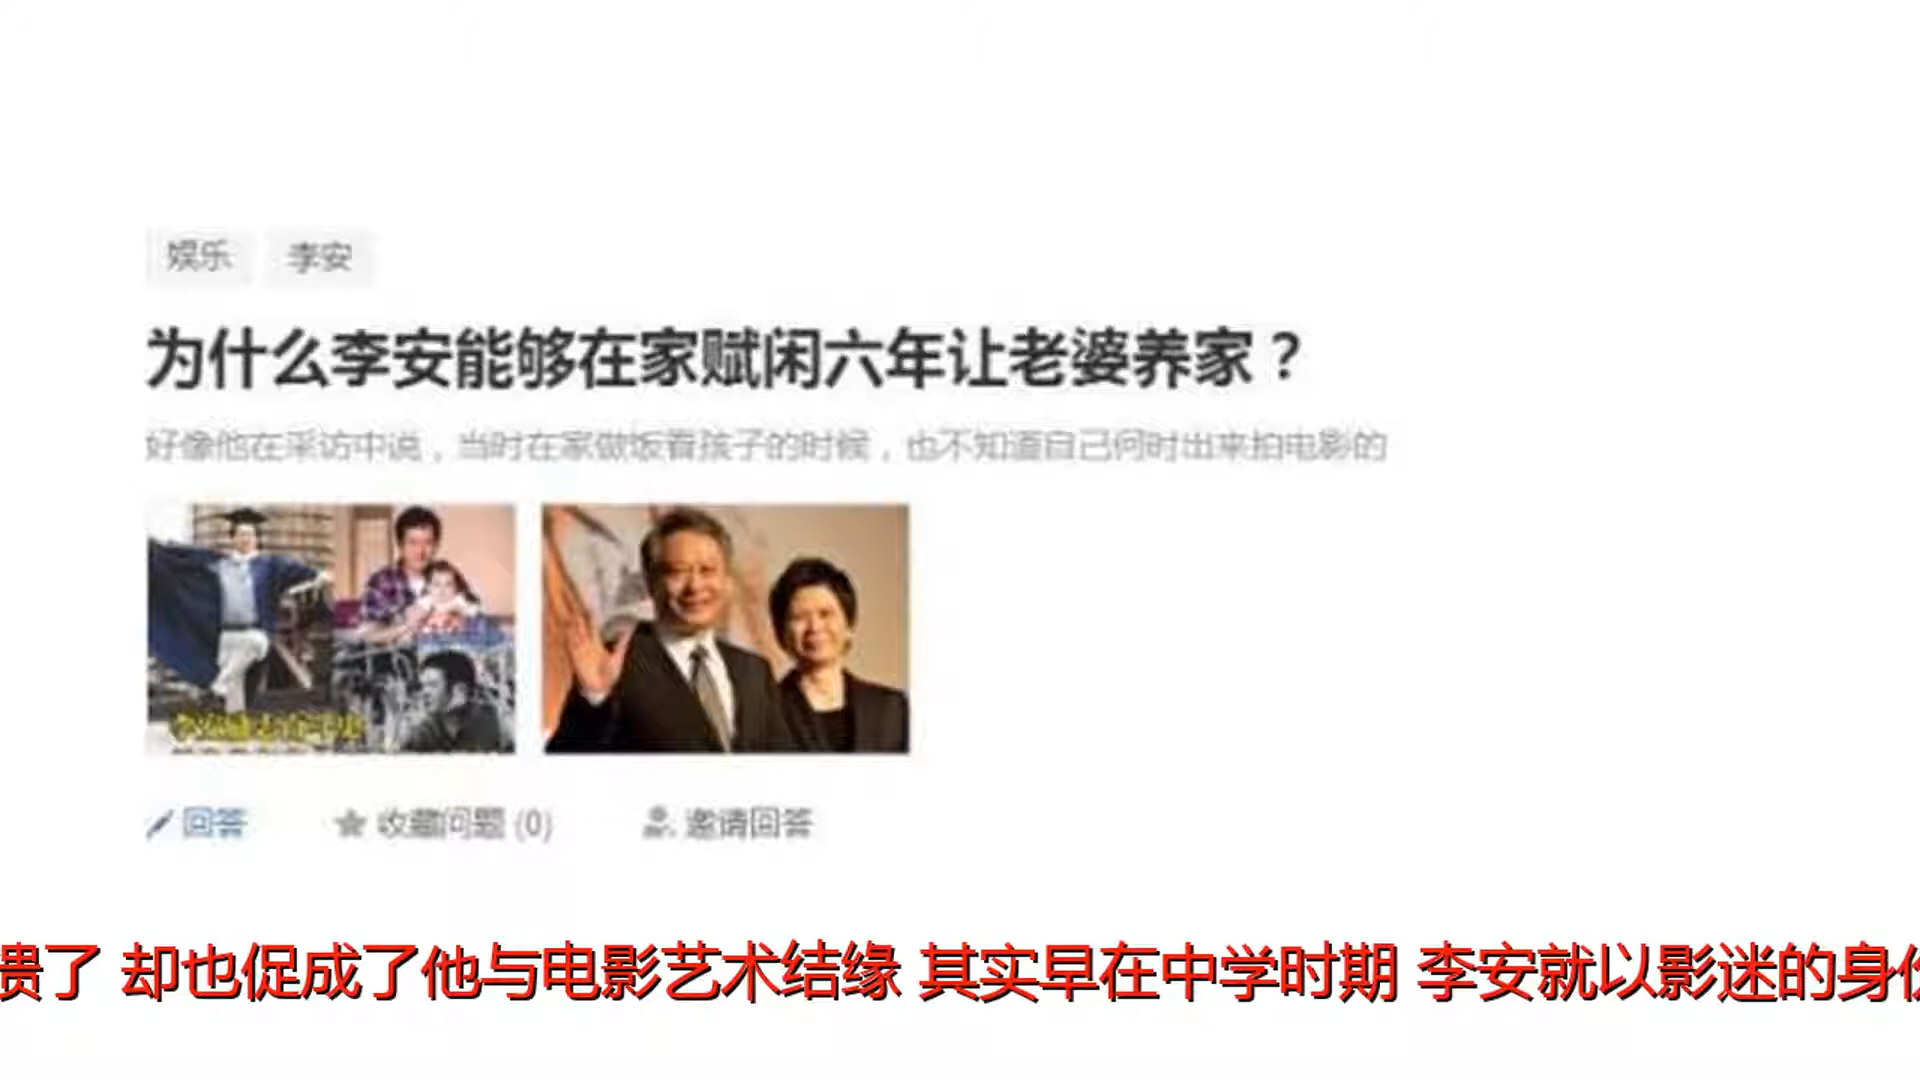 娱乐 李安
为什么李安能够在家赋闲六年让老婆养家？
好像他在采访中说，当时在家做饭看孩子的时候，也不知道自己何时出来拍电影的
回答 收藏问题 (0) 邀请回答
溃了 却也促成了他与电影艺术结缘 其实早在中学时期 李安就以影迷的身份